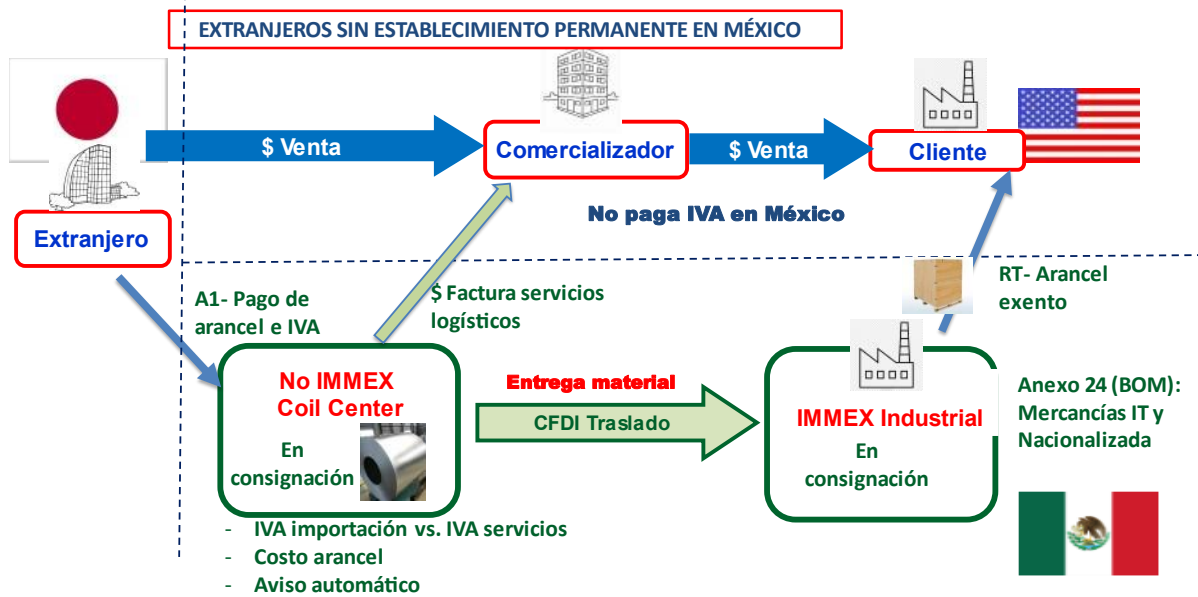 EXTRANJEROS SIN ESTABLECIMIENTO PERMANENTE EN MÉXICO
$ Venta
Comercializador
$ Venta
Cliente
Extranjero
No paga IVA en México
A1- Pago de
arancel e IVA
$ Factura servicios
logísticos
RT- Arancel
exento
No IMMEX
Coil Center
En
consignación
Entrega material
CFDI Traslado
IMMEX Industrial
En
consignación
Anexo 24 (BOM):
Mercancías IT y
Nacionalizada
- IVA importación vs. IVA servicios
- Costo arancel
- Aviso automático